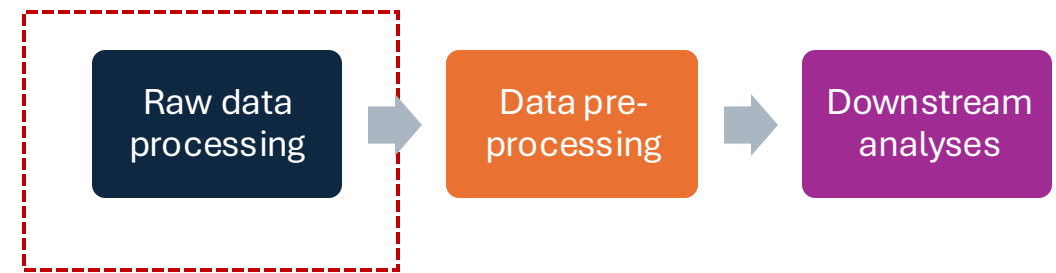 Raw data
processing
Data pre-
processing
Downstream
analyses